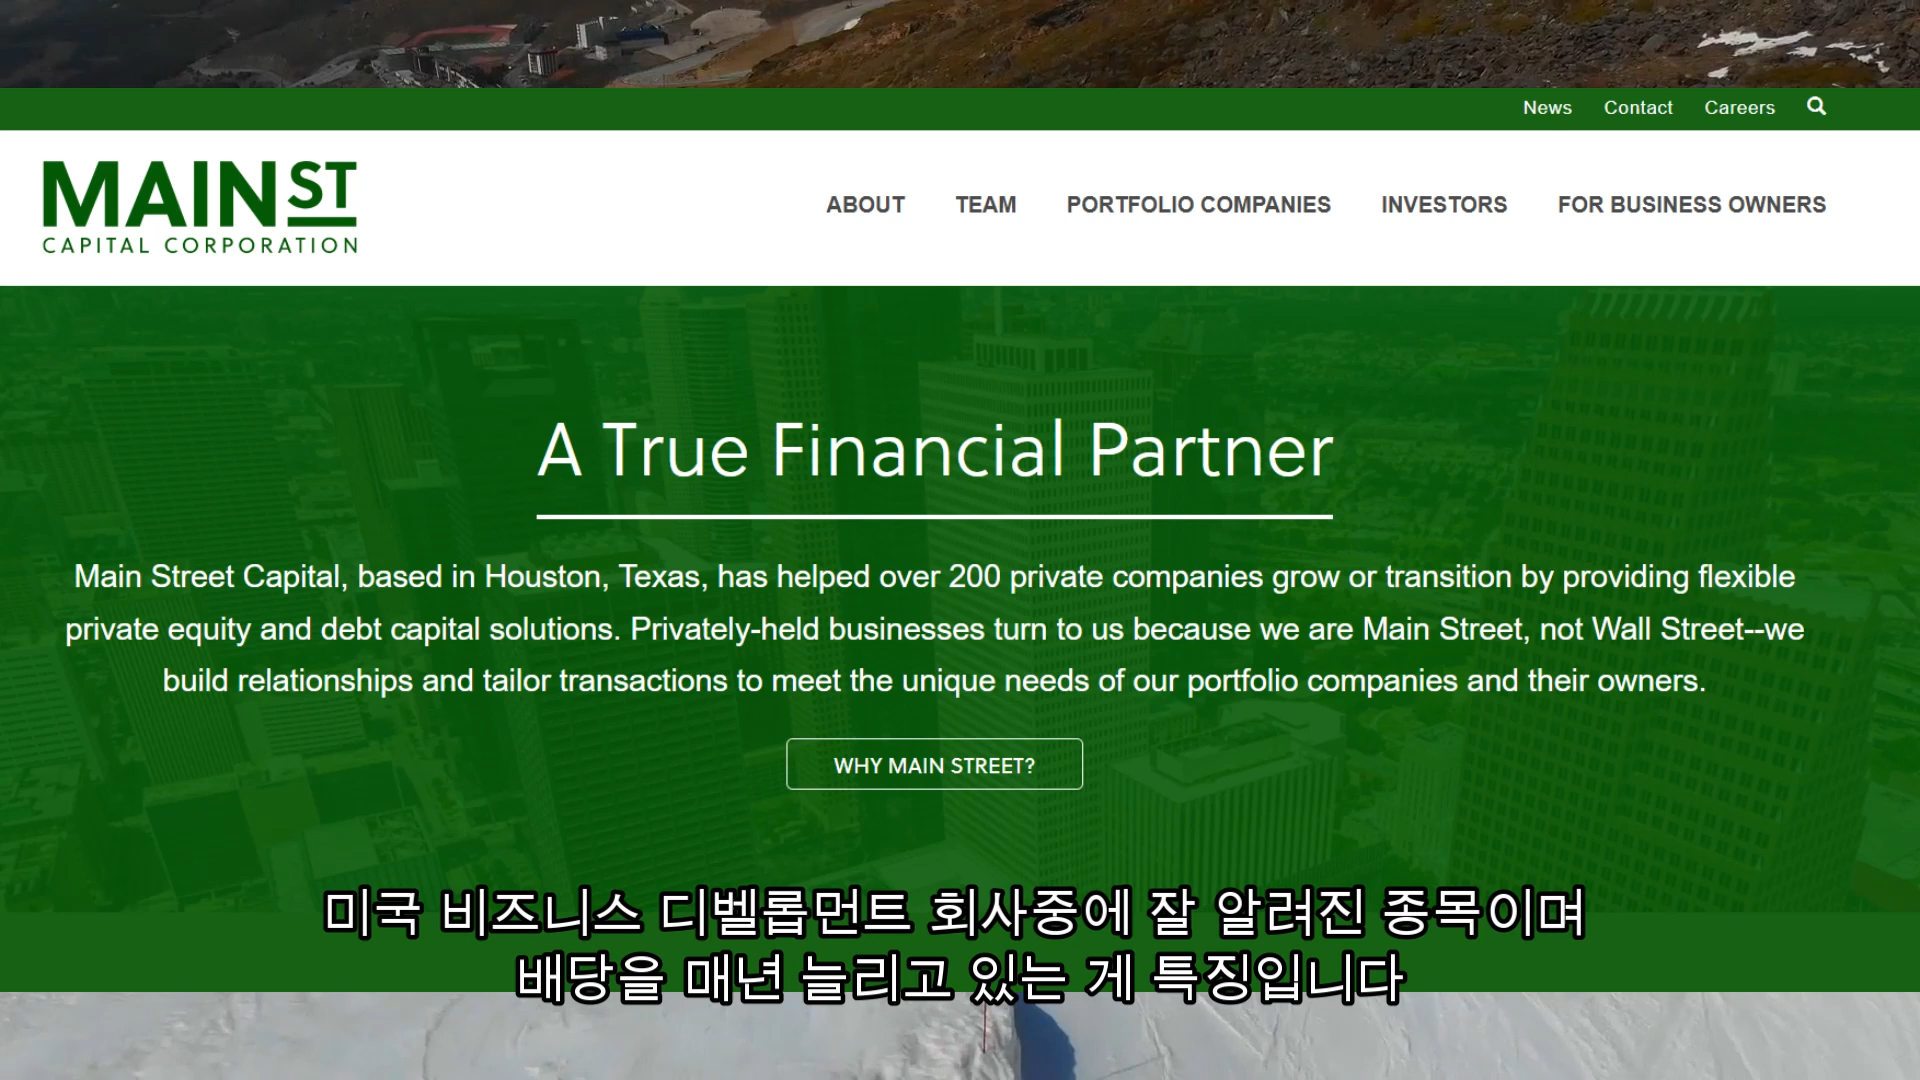 News Contact Careers
MAIN ST
CAPITAL CORPORATION
ABOUT TEAM PORTFOLIO COMPANIES INVESTORS FOR BUSINESS OWNERS
A True Financial Partner
Main Street Capital, based in Houston, Texas, has helped over 200 private companies grow or transition by providing flexible
private equity and debt capital solutions. Privately-held businesses turn to us because we are Main Street, not Wall Street--we
build relationships and tailor transactions to meet the unique needs of our portfolio companies and their owners.
WHY MAIN STREET?
미국 비즈니스 디벨롭먼트 회사중에 잘 알려진 종목이며
배당을 매년 늘리고 있는 게 특징입니다